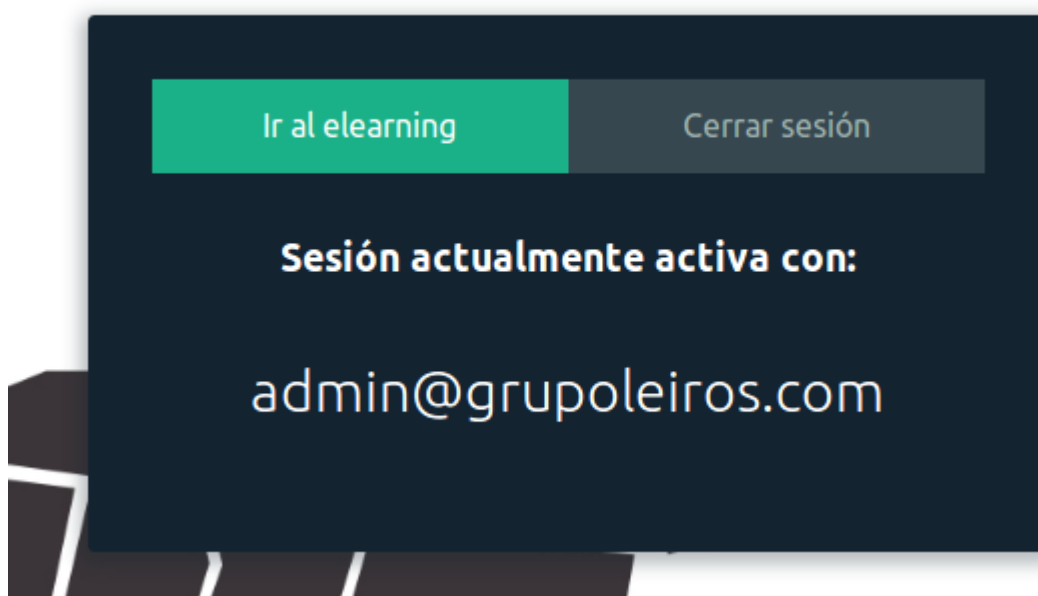 Ir al elearning Cerrar sesión
Sesión actualmente activa con:
admin@grupoleiros.com